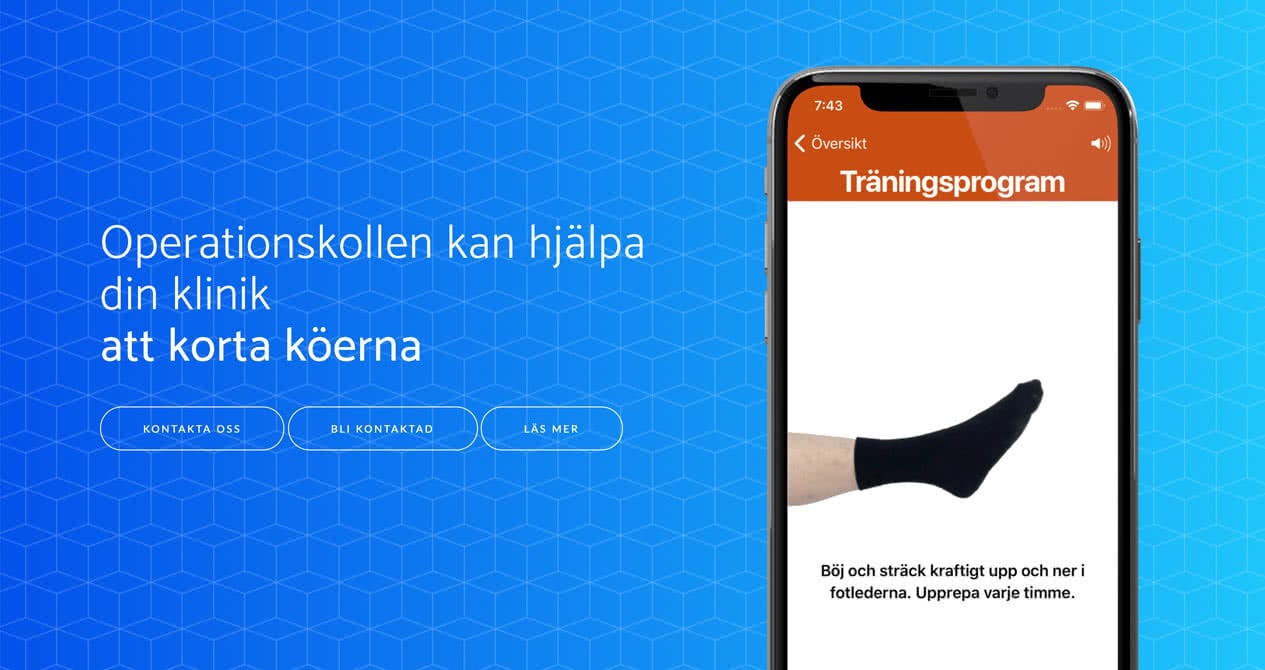 Operationskollen kan hjälpa
din klinik
att korta köerna
KONTAKTA OSS
BLI KONTAKTAD
LÄS MER
7:43
Översikt
Träningsprogram
Böj och sträck kraftigt upp och ner i
fotlederna. Upprepa varje timme.